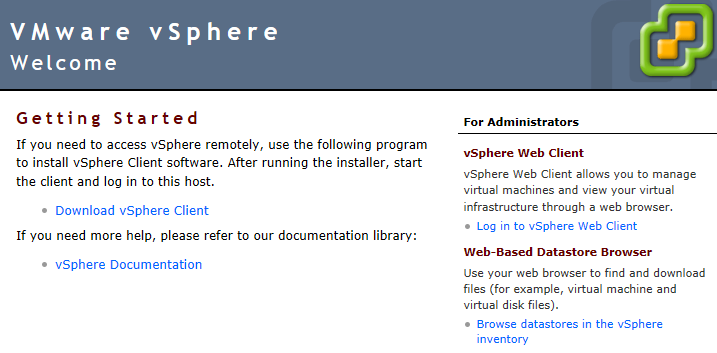 VMware vSphere
Welcome
Getting Started
If you need to access vSphere remotely, use the following program
to install vSphere Client software. After running the installer, start
the client and log in to this host.
Download vSphere Client
If you need more help, please refer to our documentation library:
vSphere Documentation
For Administrators
vSphere Web Client
vSphere Web Client allows you to manage
virtual machines and view your virtual
infrastructure through a web browser.
Log in to vSphere Web Client
Web-Based Datastore Browser
Use your web browser to find and download
files (for example, virtual machine and
virtual disk files).
Browse datastores in the vSphere
inventory